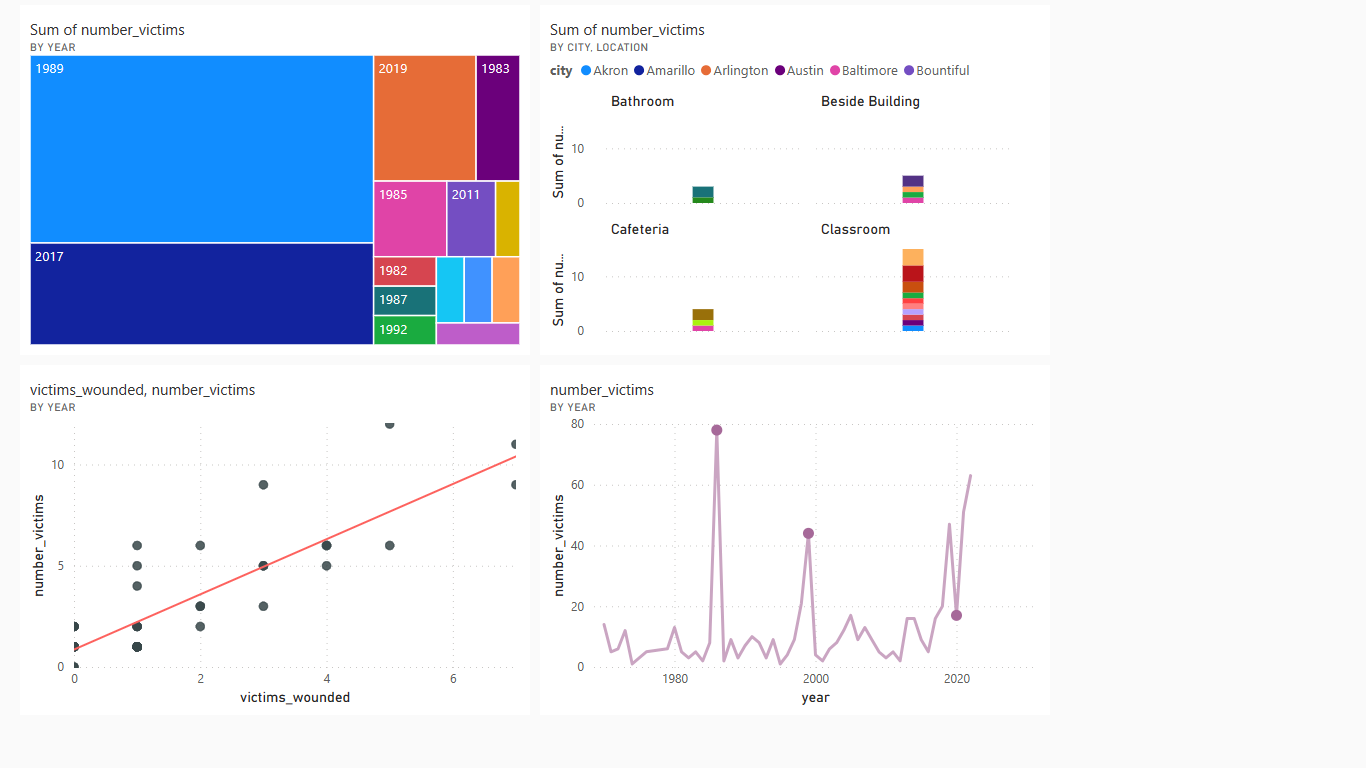 Sum of number_victims
BY YEAR
1989
2019
1983
1985
2011
2017
1982
1987
1992
Sum of number_victims
BY CITY, LOCATION
city Akron Amarillo Arlington Austin Baltimore Bountiful
Bathroom
Beside Building
Sum of nu...
10
0
Cafeteria
Classroom
Sum of nu...
10
0
victims_wounded, number_victims
BY YEAR
number_victims
10
5
0
0 2 4 6
victims_wounded
number_victims
BY YEAR
number_victims
80
60
40
20
0
1980 2000 2020
year